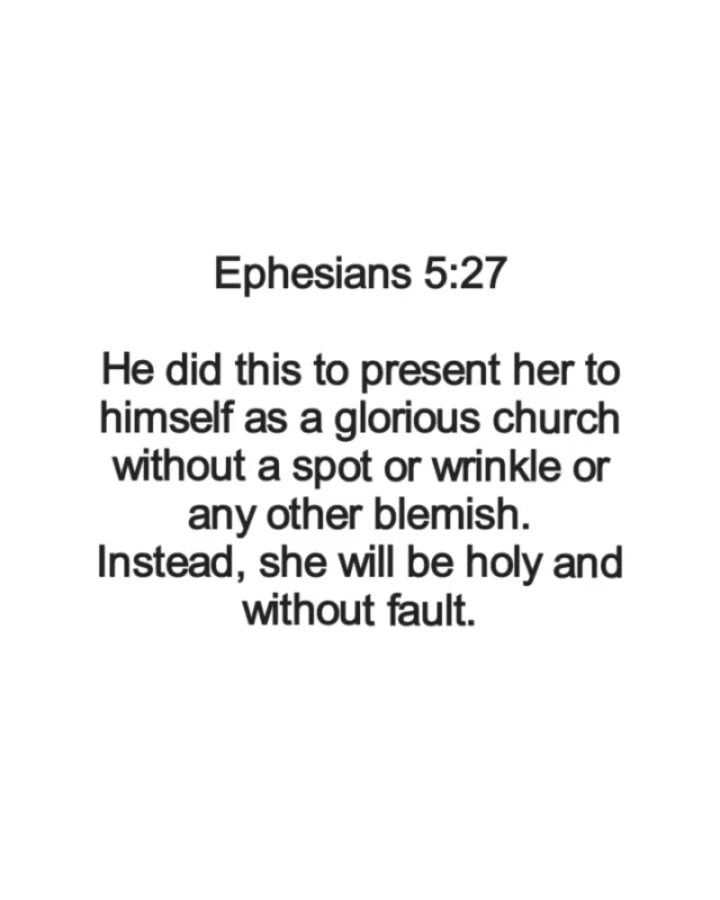 Ephesians 5:27
He did this to present her to
himself as a glorious church
without a spot or wrinkle or
any other blemish.
Instead, she will be holy and
without fault.